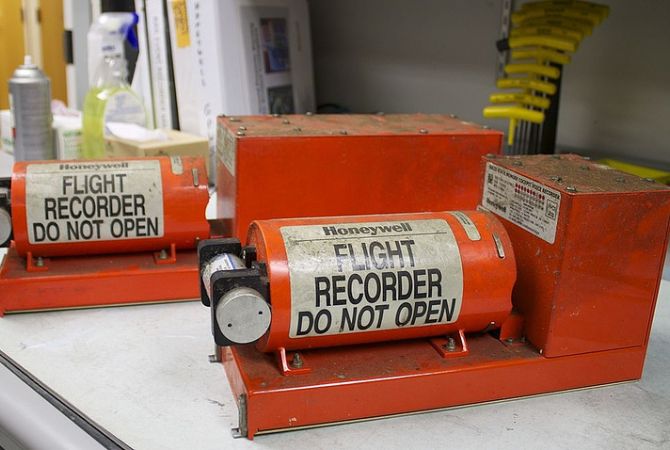 Honeywell
FLIGHT
RECORDER
DO NOT OPEN
Honeywell
FLIGHT
RECORDER
DO NOT OPEN